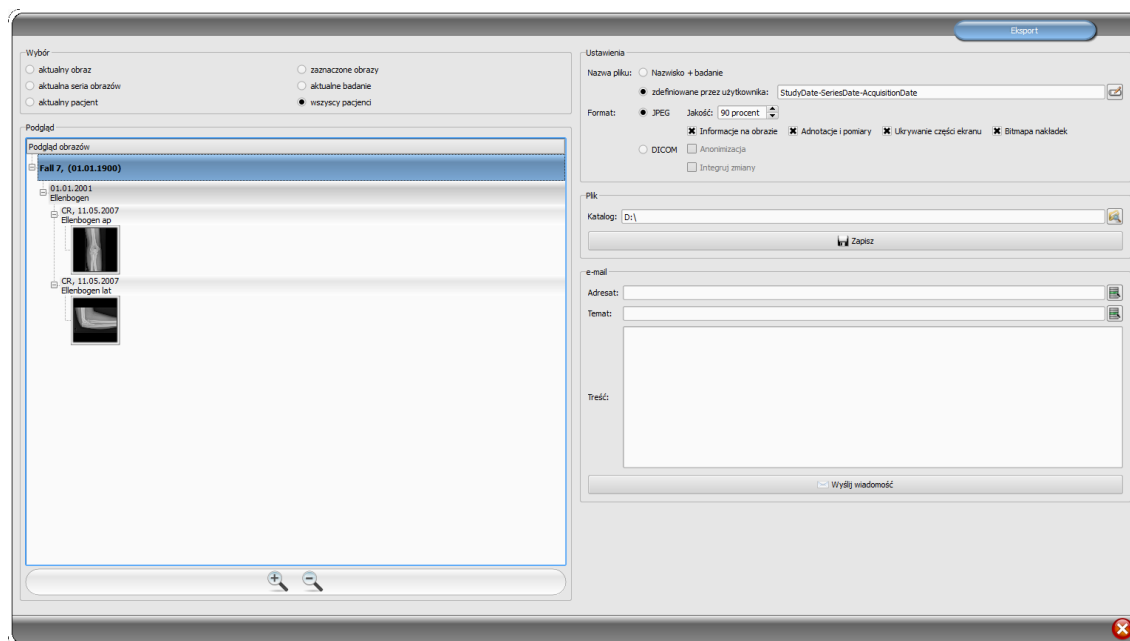 Eksport
Wybór
aktualny obraz
zaznaczone obrazy
aktualna seria obrazów
aktualne badanie
aktualny pacjent
wszyscy pacjenci
Podgląd
Podgląd obrazów
Fall 7, (01.01.1900)
01.01.2001
Ellenbogen
CR, 11.05.2007
Ellenbogen ap
CR, 11.05.2007
Ellenbogen lat
Ustawienia
Nazwa pliku: Nazwisko + badanie
zdefiniowane przez użytkownika: StudyDate-SeriesDate-AcquisitionDate
Format: JPEG Jakość: 90 procent
Informacje na obrazie Adnotacje i pomiary Ukrywanie części ekranu Bitmapa nakładek
DICOM Anonimizacja
Integruj zmiany
Plik
Katalog: D:\
Zapisz
e-mail
Adresat:
Temat:
Treść:
Wyślij wiadomość